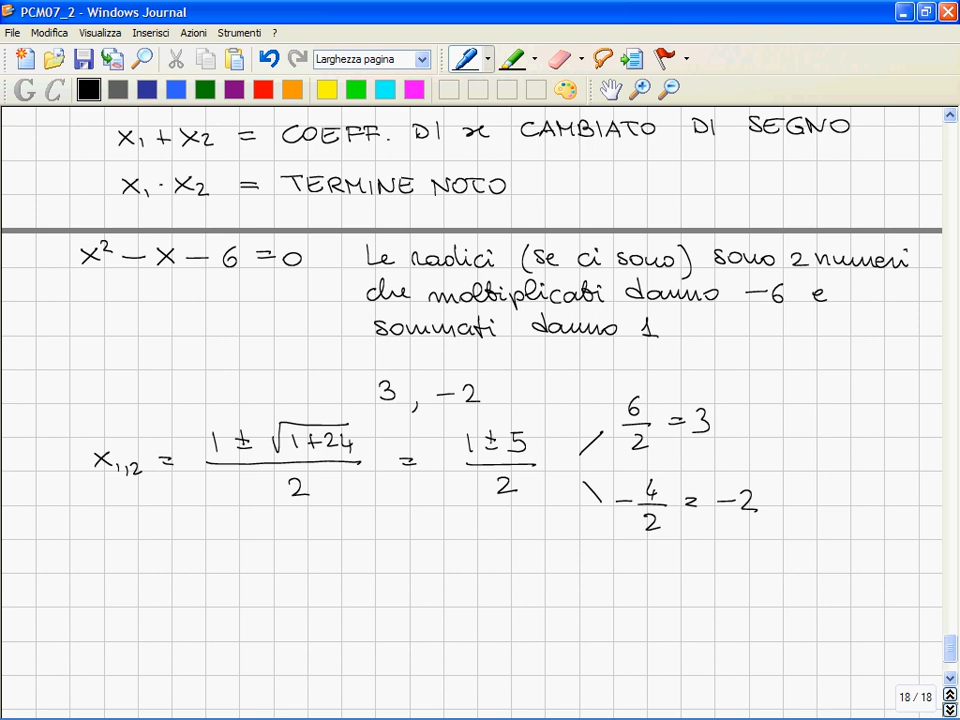 PCM07_2 - Windows Journal
File Modifica Visualizza Inserisci Azioni Strumenti ?
Larghezza pagina
G C
x₁ + x₂ = COEFF. DI x CAMBIATO DI SEGNO
x₁ · x₂ = TERMINE NOTO
x² - x - 6 = 0 Le radici (se ci sono) sono 2 numeri
che moltiplicati danno -6 e
sommati danno 1
3 , -2
x₁,₂ = (1 ± √(1+24))/2 = (1 ± 5)/2 / 6/2 = 3
\ -4/2 = -2
18 / 18